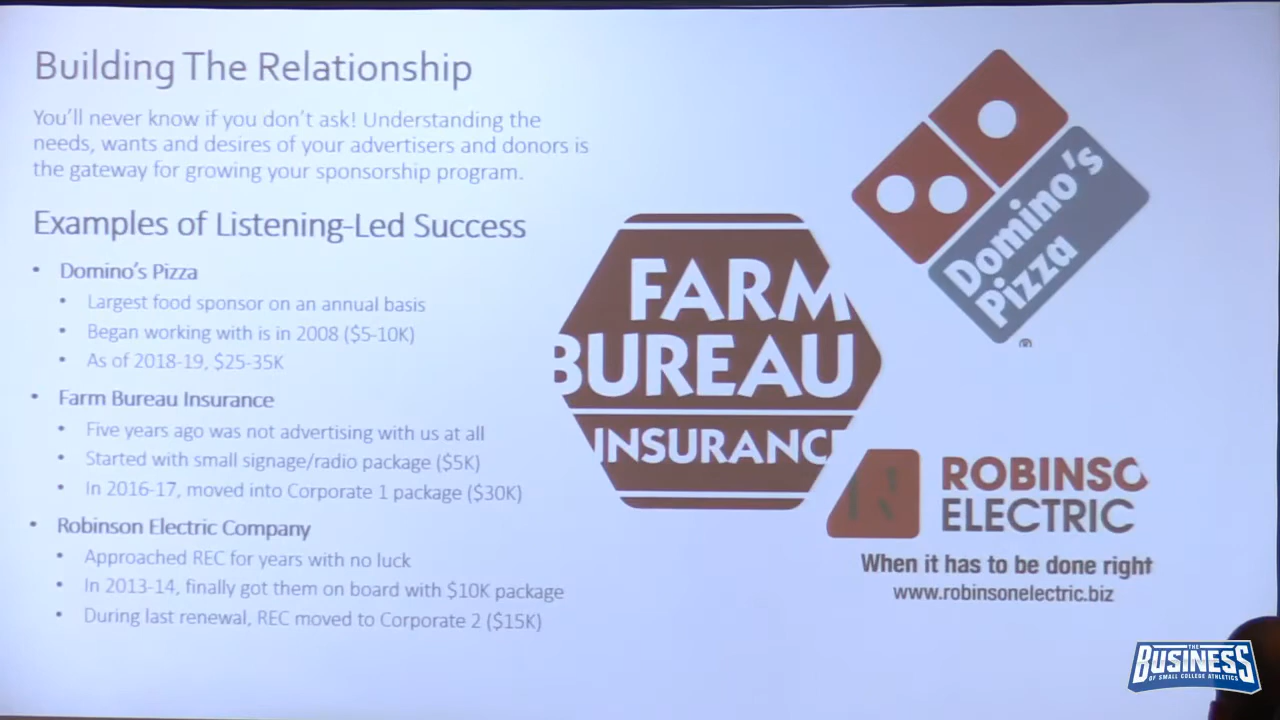 Building The Relationship
You'll never know if you don't ask! Understanding the
needs, wants and desires of your advertisers and donors is
the gateway for growing your sponsorship program.
Examples of Listening-Led Success
• Domino's Pizza
• Largest food sponsor on an annual basis
• Began working with is in 2008 ($5-10K)
• As of 2018-19, $25-35K
• Farm Bureau Insurance
• Five years ago was not advertising with us at all
• Started with small signage/radio package ($5K)
• In 2016-17, moved into Corporate 1 package ($30K)
• Robinson Electric Company
• Approached REC for years with no luck
• In 2013-14, finally got them on board with $10K package
• During last renewal, REC moved to Corporate 2 ($15K)
Domino's
Pizza
®
FARM
BUREAU
INSURANC
ROBINSO
ELECTRIC
When it has to be done right
www.robinsonelectric.biz
THE
BUSINESS
OF SMALL COLLEGE ATHLETICS